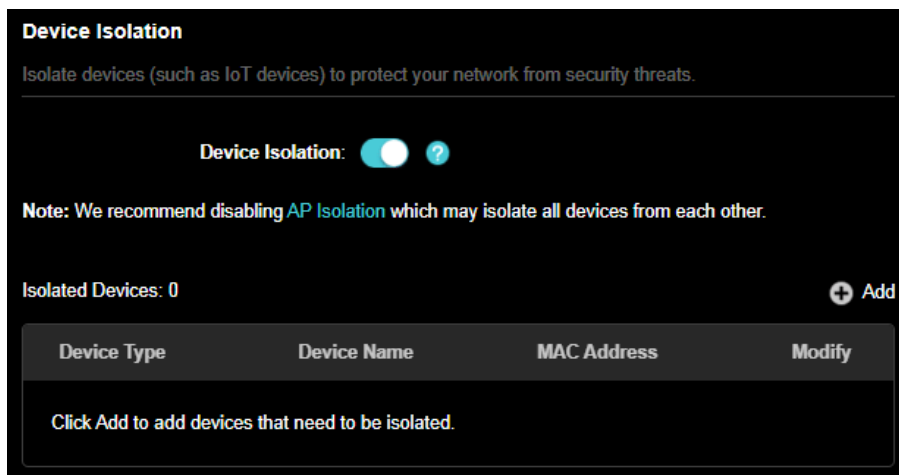 Device Isolation
Isolate devices (such as IoT devices) to protect your network from security threats.
Device Isolation: ?
Note: We recommend disabling AP Isolation which may isolate all devices from each other.
Isolated Devices: 0 Add
Device Type Device Name MAC Address Modify
Click Add to add devices that need to be isolated.